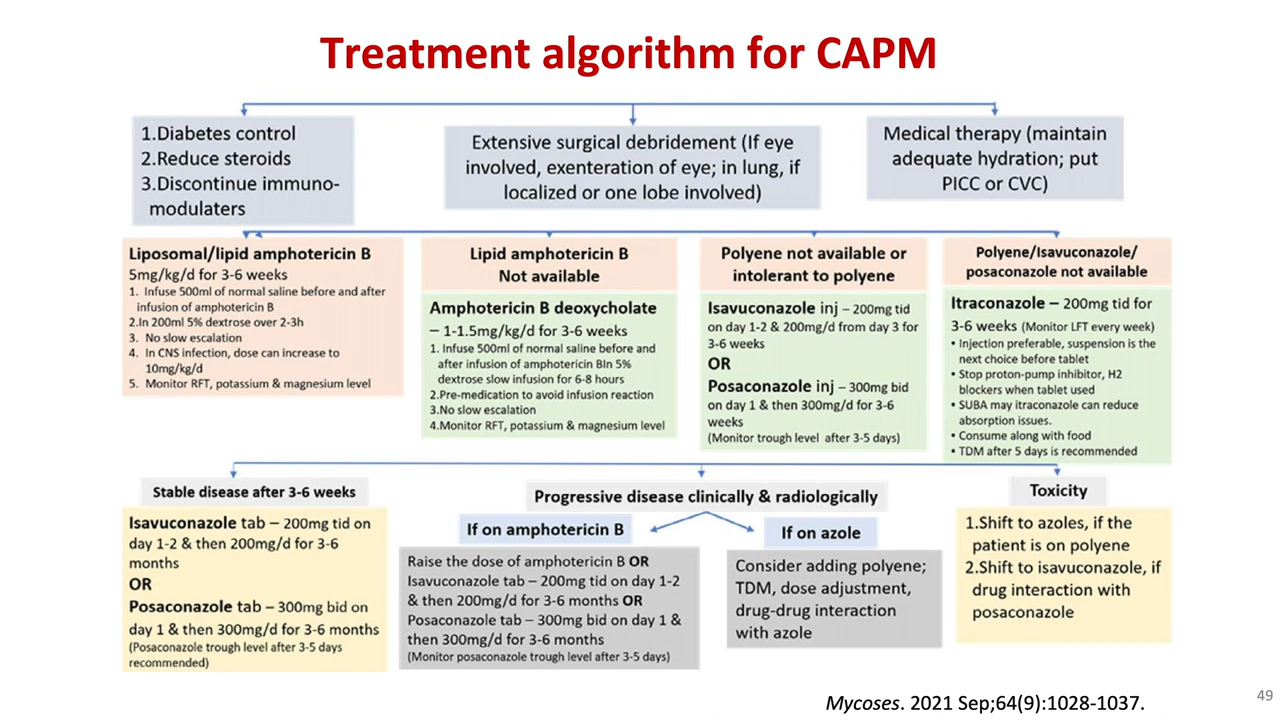 Treatment algorithm for CAPM
1.Diabetes control
2.Reduce steroids
3.Discontinue immuno-
modulaters
Extensive surgical debridement (If eye
involved, exenteration of eye; in lung, if
localized or one lobe involved)
Medical therapy (maintain
adequate hydration; put
PICC or CVC)
Liposomal/lipid amphotericin B
5mg/kg/d for 3-6 weeks
1. Infuse 500ml of normal saline before and after
infusion of amphotericin B
2.In 200ml 5% dextrose over 2-3h
3. No slow escalation
4. In CNS infection, dose can increase to
10mg/kg/d
5. Monitor RFT, potassium & magnesium level
Lipid amphotericin B
Not available
Amphotericin B deoxycholate
– 1-1.5mg/kg/d for 3-6 weeks
1. Infuse 500ml of normal saline before and
after infusion of amphotericin BIn 5%
dextrose slow infusion for 6-8 hours
2.Pre-medication to avoid infusion reaction
3.No slow escalation
4.Monitor RFT, potassium & magnesium level
Polyene not available or
intolerant to polyene
Isavuconazole inj – 200mg tid
on day 1-2 & 200mg/d from day 3 for
3-6 weeks
OR
Posaconazole inj – 300mg bid
on day 1 & then 300mg/d for 3-6
weeks
(Monitor trough level after 3-5 days)
Polyene/Isavuconazole/
posaconazole not available
Itraconazole – 200mg tid for
3-6 weeks (Monitor LFT every week)
• Injection preferable, suspension is the
next choice before tablet
• Stop proton-pump inhibitor, H2
blockers when tablet used
• SUBA may itraconazole can reduce
absorption issues.
• Consume along with food
• TDM after 5 days is recommended
Stable disease after 3-6 weeks
Isavuconazole tab – 200mg tid on
day 1-2 & then 200mg/d for 3-6
months
OR
Posaconazole tab – 300mg bid on
day 1 & then 300mg/d for 3-6 months
(Posaconazole trough level after 3-5 days
recommended)
Progressive disease clinically & radiologically
If on amphotericin B
Raise the dose of amphotericin B OR
Isavuconazole tab – 200mg tid on day 1-2
& then 200mg/d for 3-6 months OR
Posaconazole tab – 300mg bid on day 1 &
then 300mg/d for 3-6 months
(Monitor posaconazole trough level after 3-5 days)
If on azole
Consider adding polyene;
TDM, dose adjustment,
drug-drug interaction
with azole
Toxicity
1.Shift to azoles, if the
patient is on polyene
2.Shift to isavuconazole, if
drug interaction with
posaconazole
Mycoses. 2021 Sep;64(9):1028-1037.
49